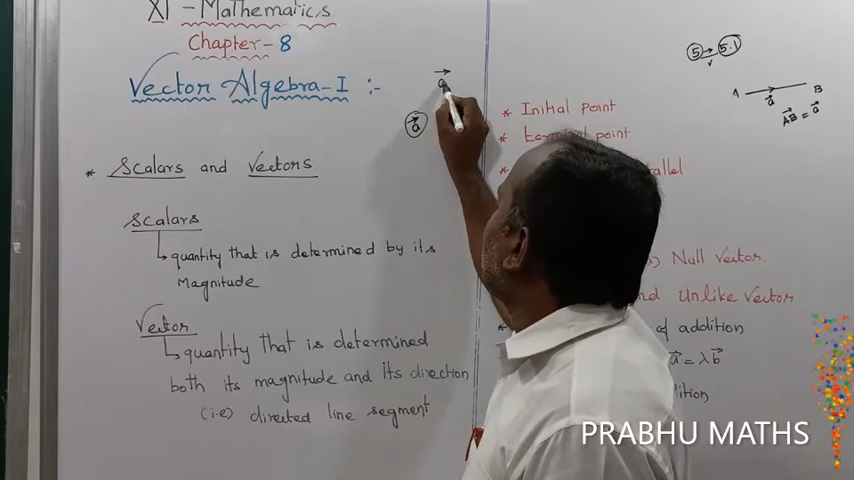 XI - Mathematics
Chapter - 8
Vector Algebra - I :-
* Scalars and Vectors
Scalars
quantity that is determined by its
Magnitude
Vector
quantity that is determined
both its magnitude and its direction
(i.e) directed line segment
a⃗
a⃗
5 → 5.1
A B
a⃗
AB⃗ = a⃗
* Initial point
* point
* Null Vector.
and Unlike Vector
* of addition
a⃗ = λb⃗
PRABHU MATHS